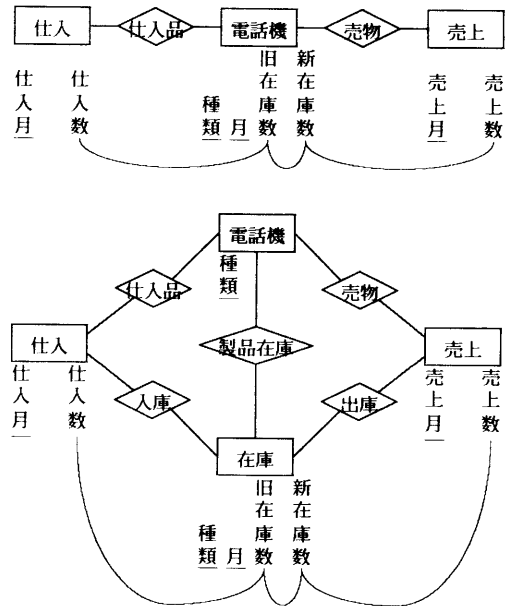 仕入
仕入品
電話機
売物
売上
仕入月
仕入数
種類
月
旧在庫数
新在庫数
売上月
売上数
電話機
種類
仕入品
売物
仕入
製品在庫
売上
仕入月
仕入数
入庫
出庫
売上月
売上数
在庫
種類
月
旧在庫数
新在庫数